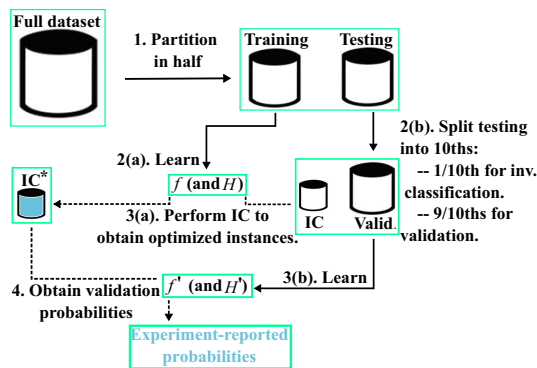 Full dataset
1. Partition
in half
Training
Testing
2(a). Learn
2(b). Split testing
into 10ths:
-- 1/10th for inv.
classification.
-- 9/10ths for
validation.
IC*
f (and H)
3(a). Perform IC to
obtain optimized instances.
IC
Valid.
3(b). Learn
4. Obtain validation
probabilities
f' (and H')
Experiment-reported
probabilities